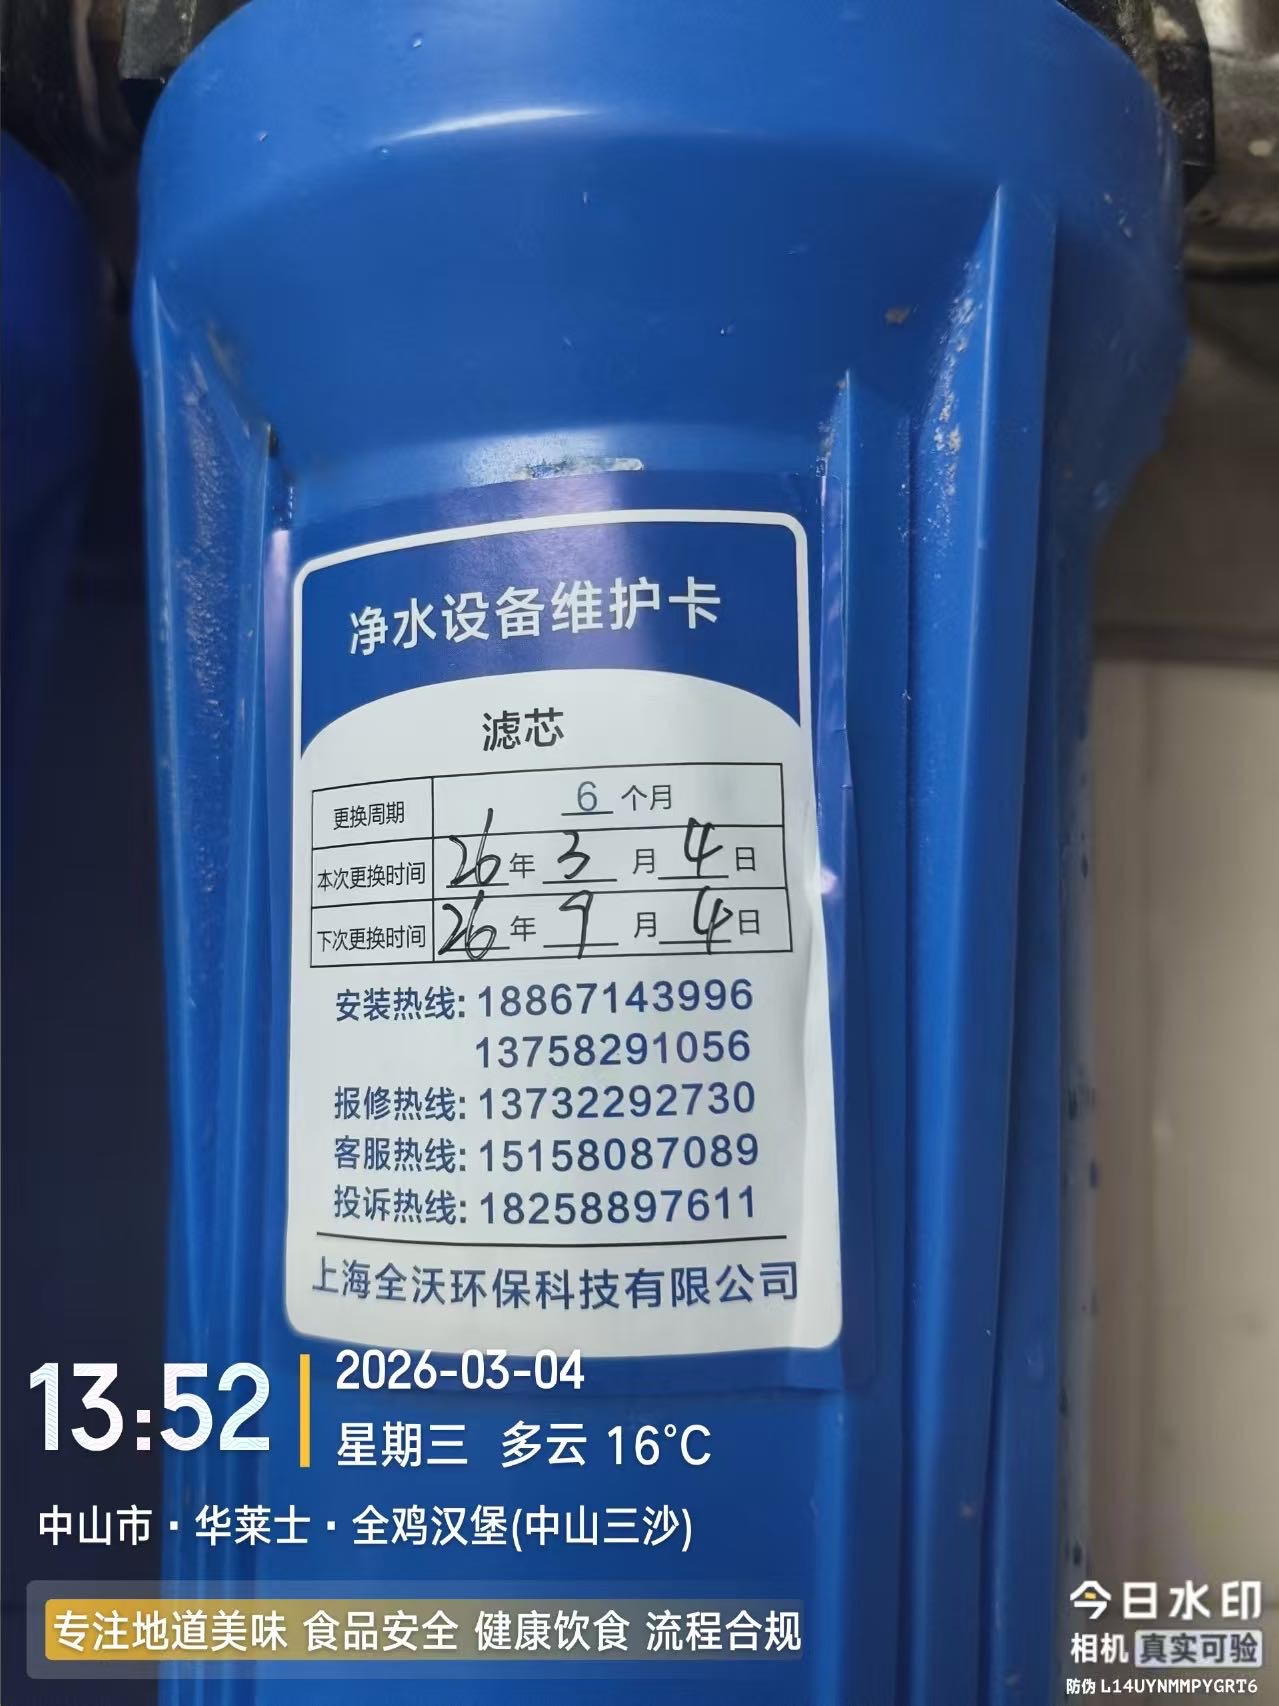 净水设备维护卡
滤芯
更换周期 6 个月
本次更换时间 26 年 3 月 4 日
下次更换时间 26 年 9 月 4 日
安装热线: 18867143996
13758291056
报修热线: 13732292730
客服热线: 15158087089
投诉热线: 18258897611
上海全沃环保科技有限公司
13:52
2026-03-04
星期三 多云 16°C
中山市·华莱士·全鸡汉堡(中山三沙)
专注地道美味 食品安全 健康饮食 流程合规
今日水印
相机 真实可验
防伪 L14UYNMMPYGRT6